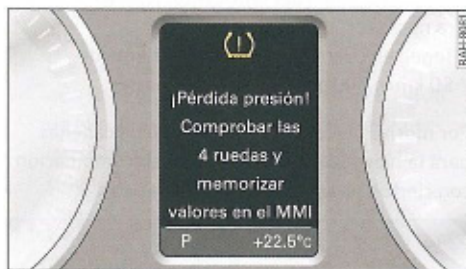 (!)
¡Pérdida presión!
Comprobar las
4 ruedas y
memorizar
valores en el MMI
P +22.5°C